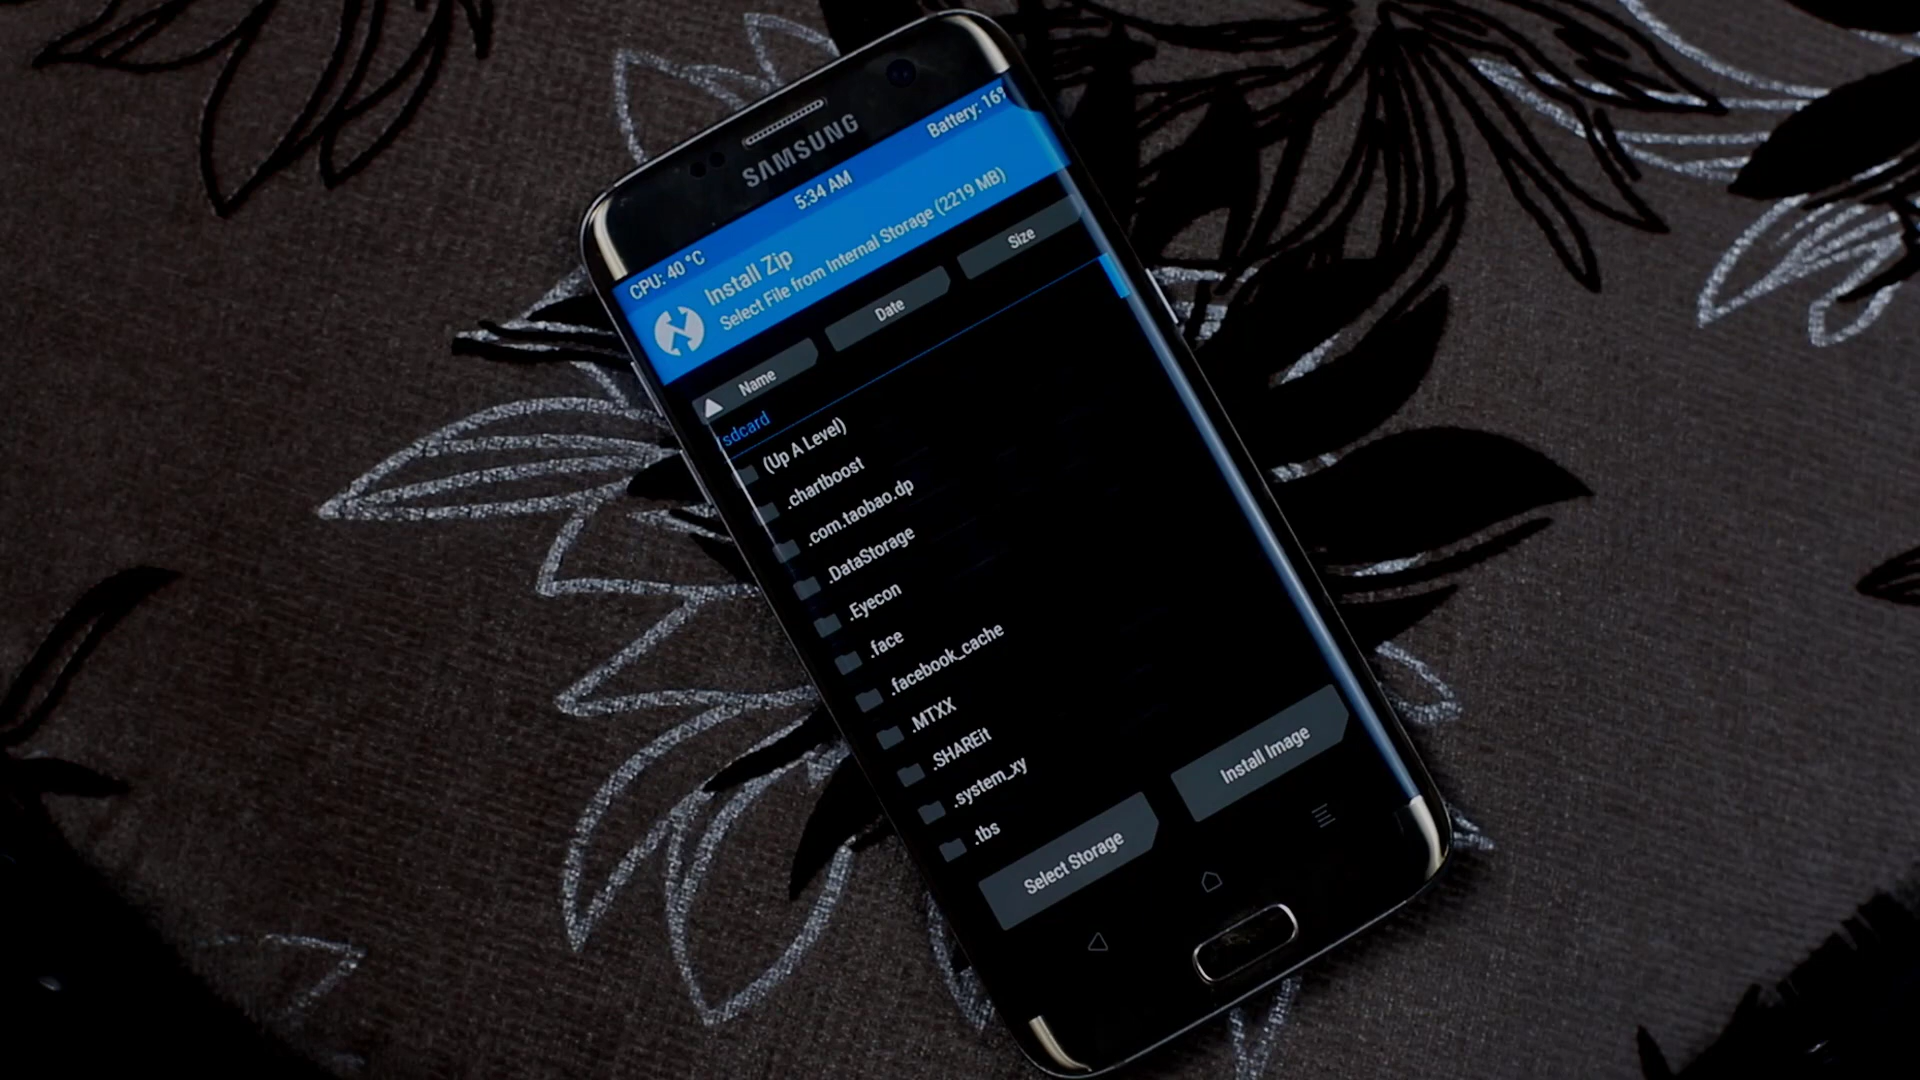 SAMSUNG
CPU: 40 °C
5:34 AM
Battery: 16%
Install Zip
Select File from Internal Storage (2219 MB)
Name
Date
Size
/sdcard
(Up A Level)
.chartboost
.com.taobao.dp
.DataStorage
.Eyecon
.face
.facebook_cache
.MTXX
.SHAREit
.system_xy
.tbs
Select Storage
Install Image